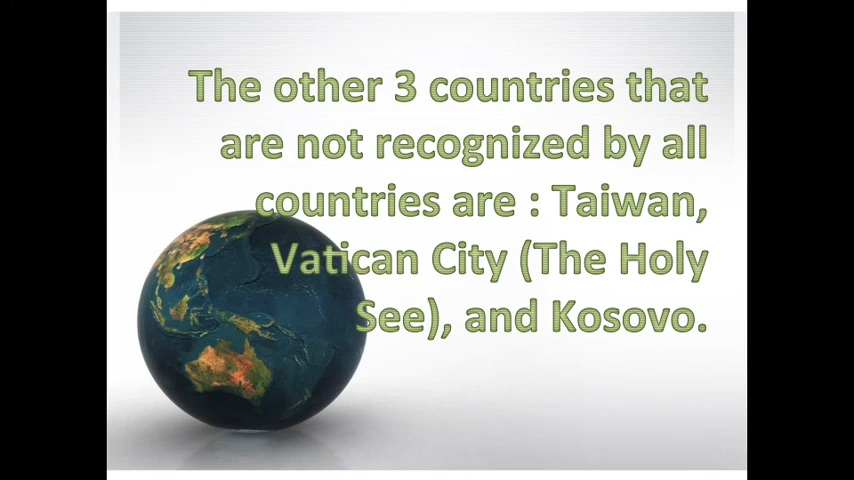 The other 3 countries that
are not recognized by all
countries are : Taiwan,
Vatican City (The Holy
See), and Kosovo.